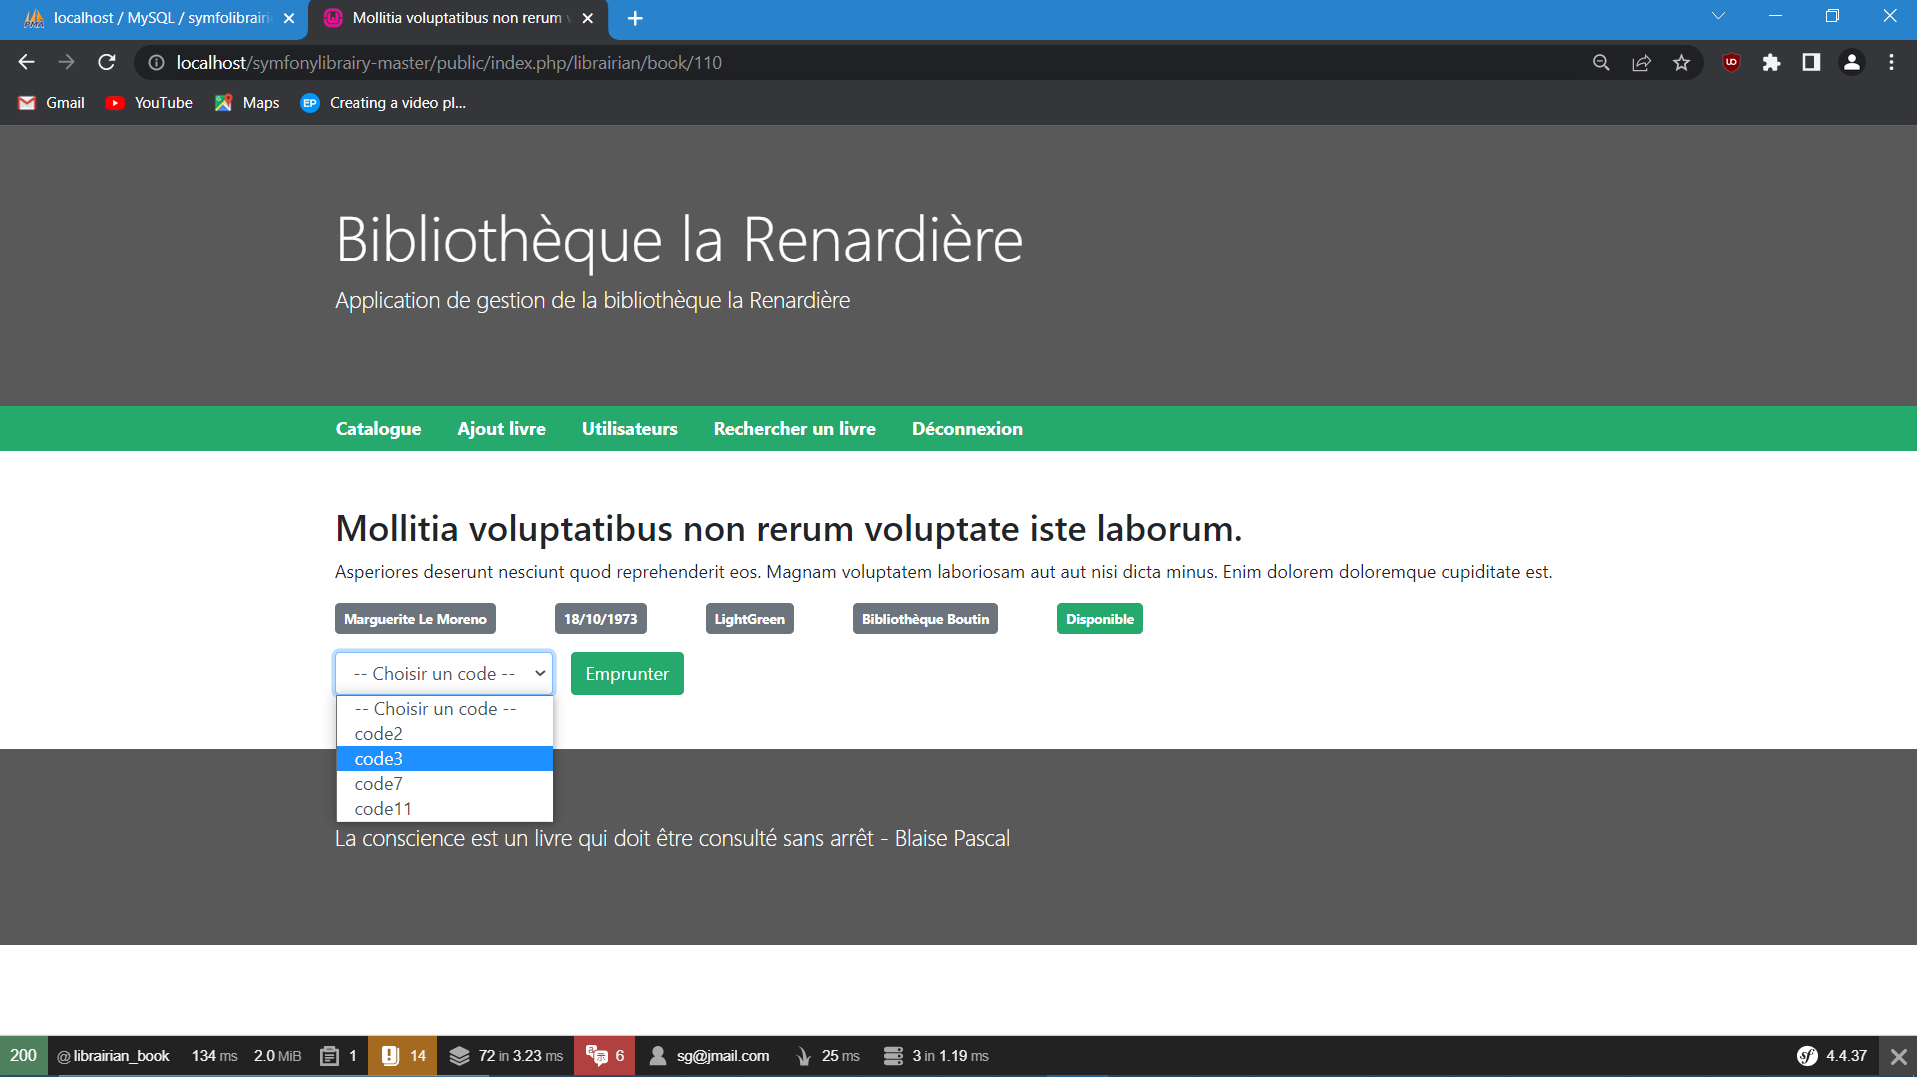 localhost / MySQL / symfolibrairi
Mollitia voluptatibus non rerum v
localhost/symfonylibrairy-master/public/index.php/librairian/book/110
Gmail
YouTube
Maps
EP
Creating a video pl...
Bibliothèque la Renardière
Application de gestion de la bibliothèque la Renardière
Catalogue
Ajout livre
Utilisateurs
Rechercher un livre
Déconnexion
Mollitia voluptatibus non rerum voluptate iste laborum.
Asperiores deserunt nesciunt quod reprehenderit eos. Magnam voluptatem laboriosam aut aut nisi dicta minus. Enim dolorem doloremque cupiditate est.
Marguerite Le Moreno
18/10/1973
LightGreen
Bibliothèque Boutin
Disponible
-- Choisir un code --
Emprunter
-- Choisir un code --
code2
code3
code7
code11
La conscience est un livre qui doit être consulté sans arrêt - Blaise Pascal
200
@ librairian_book
134 ms
2.0 MiB
1
14
72 in 3.23 ms
6
sg@jmail.com
25 ms
3 in 1.19 ms
sf
4.4.37